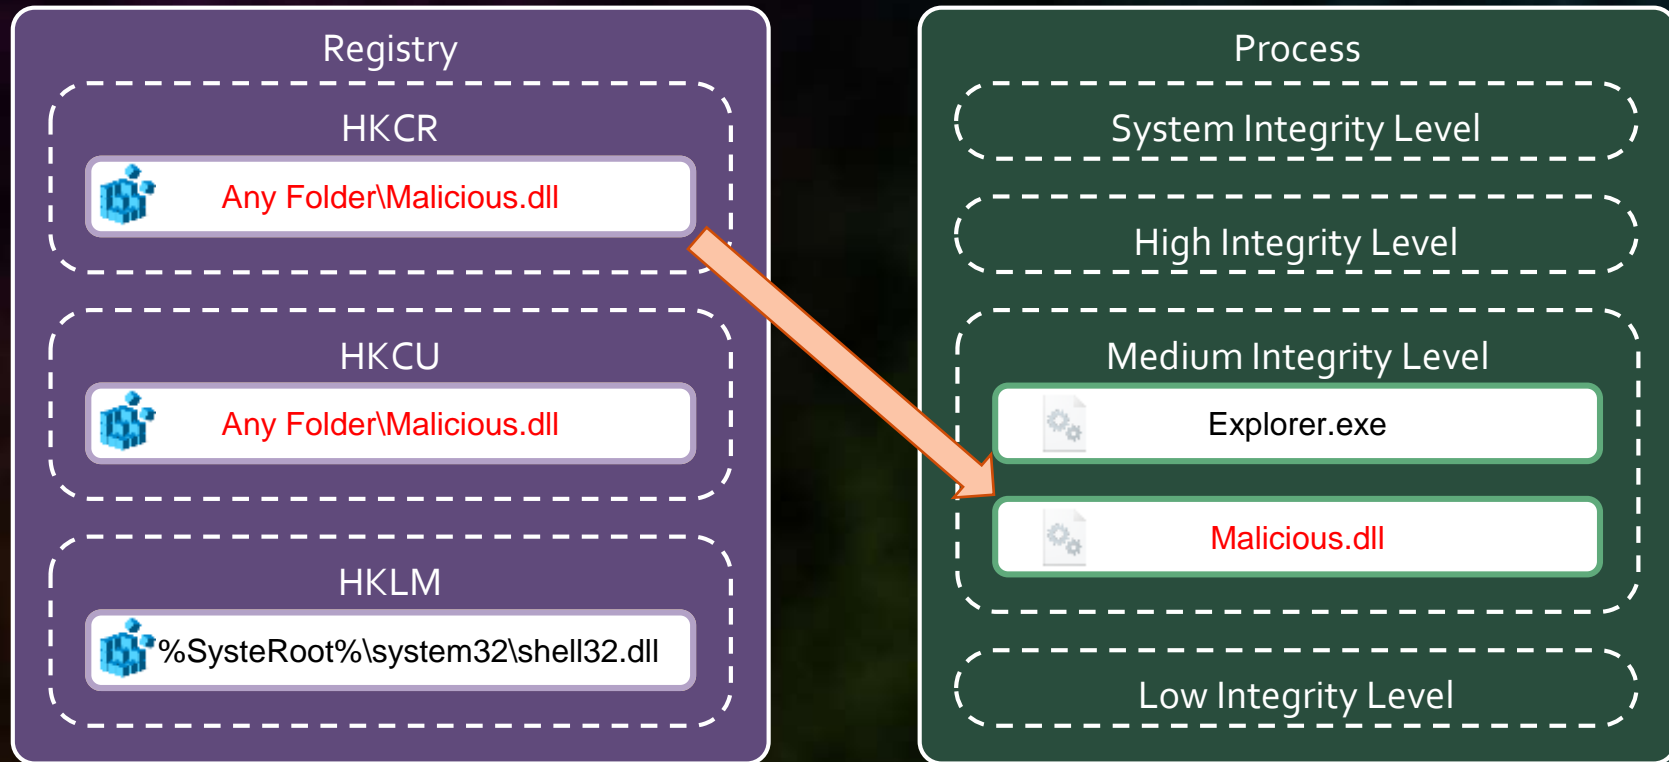 Registry
HKCR
Any Folder\Malicious.dll
HKCU
Any Folder\Malicious.dll
HKLM
%SysteRoot%\system32\shell32.dll
Process
System Integrity Level
High Integrity Level
Medium Integrity Level
Explorer.exe
Malicious.dll
Low Integrity Level